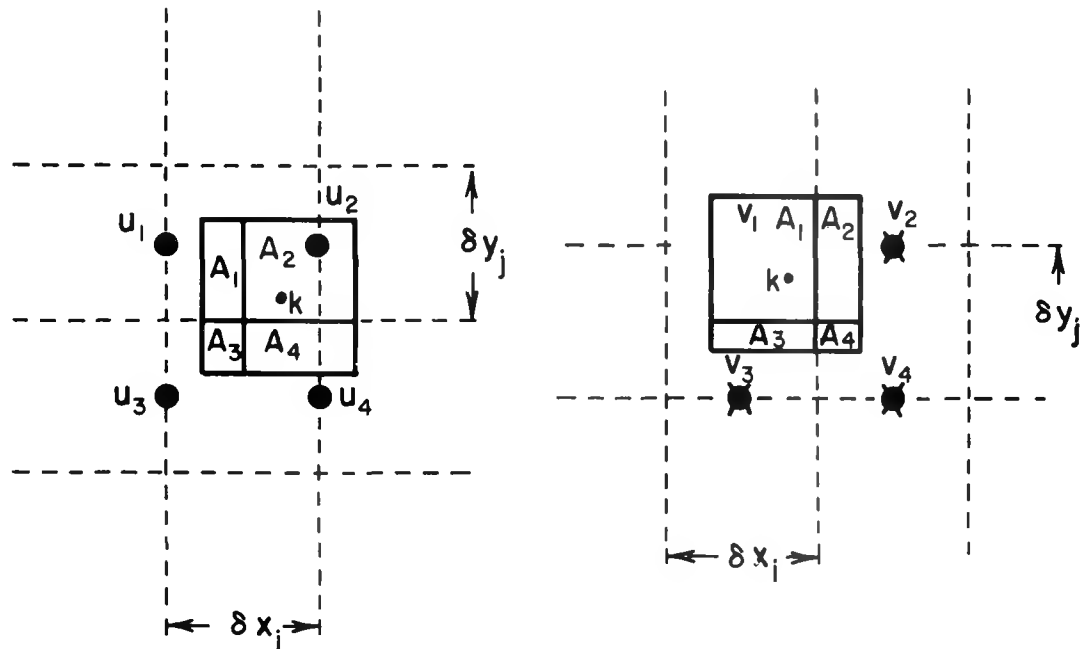 u₁
u₂
A₁
A₂
k
A₃
A₄
u₃
u₄
δyⱼ
δxᵢ
v₁
A₁
A₂
v₂
k
A₃
A₄
v₃
v₄
δyⱼ
δxᵢ